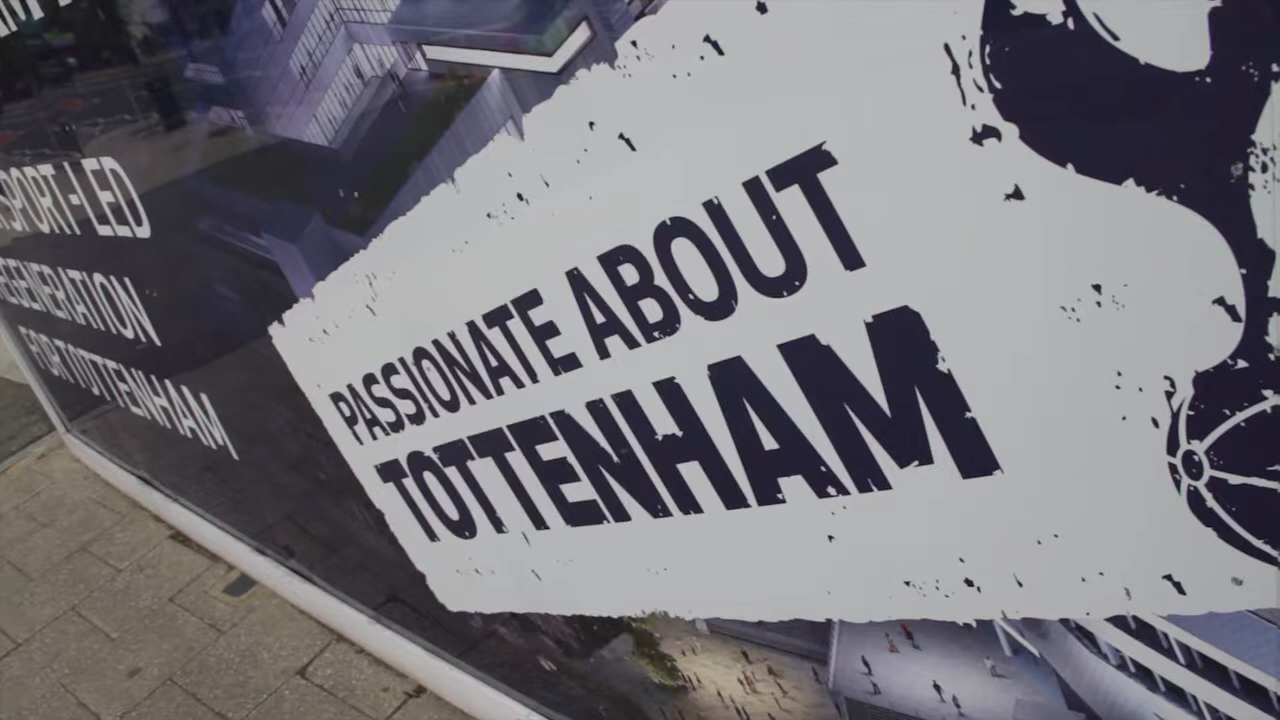 SPORT-LED
REGENERATION
FOR TOTTENHAM
PASSIONATE ABOUT
TOTTENHAM